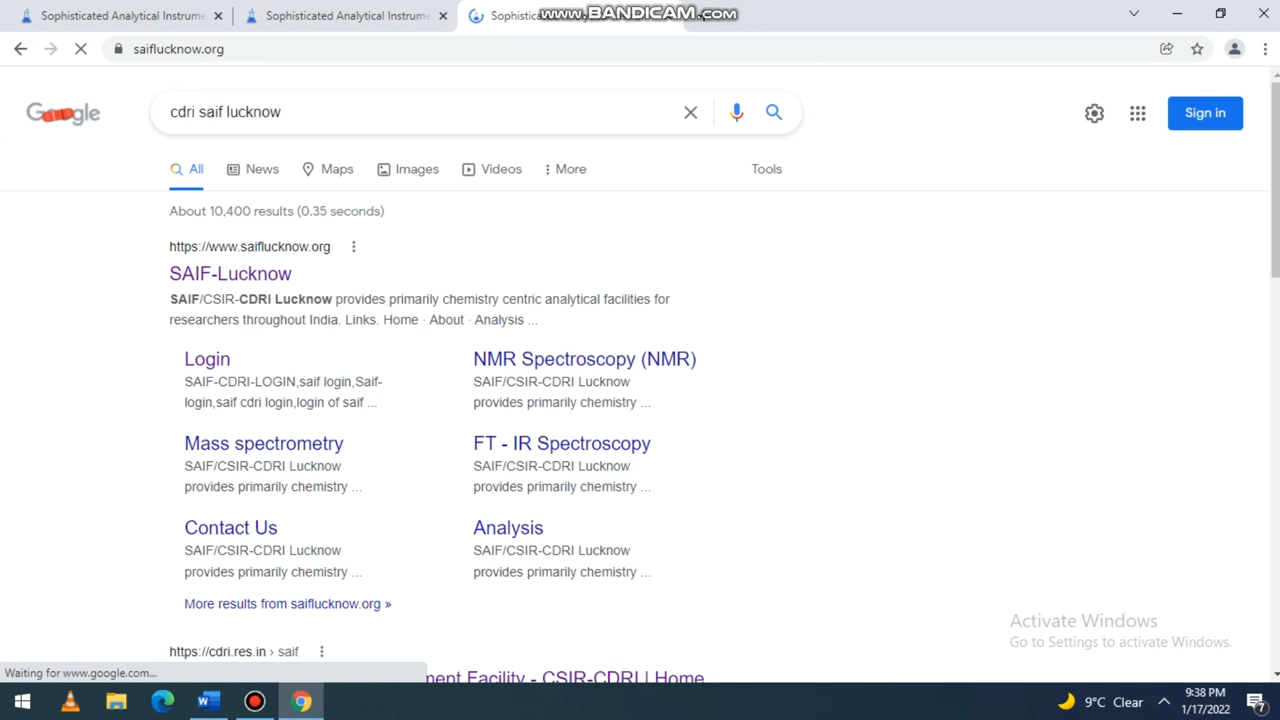 Sophisticated Analytical Instrume
Sophisticated Analytical Instrume
Sophistic
www.BANDICAM.com
saiflucknow.org
Google
cdri saif lucknow
Sign in
All
News
Maps
Images
Videos
More
Tools
About 10,400 results (0.35 seconds)
https://www.saiflucknow.org
SAIF-Lucknow
SAIF/CSIR-CDRI Lucknow provides primarily chemistry centric analytical facilities for
researchers throughout India. Links. Home · About · Analysis ...
Login
SAIF-CDRI-LOGIN,saif login,Saif-
login,saif cdri login,login of saif ...
NMR Spectroscopy (NMR)
SAIF/CSIR-CDRI Lucknow
provides primarily chemistry ...
Mass spectrometry
SAIF/CSIR-CDRI Lucknow
provides primarily chemistry ...
FT - IR Spectroscopy
SAIF/CSIR-CDRI Lucknow
provides primarily chemistry ...
Contact Us
SAIF/CSIR-CDRI Lucknow
provides primarily chemistry ...
Analysis
SAIF/CSIR-CDRI Lucknow
provides primarily chemistry ...
More results from saiflucknow.org »
https://cdri.res.in › saif
ment Facility - CSIR-CDRI | Home
Activate Windows
Go to Settings to activate Windows.
Waiting for www.google.com...
9°C Clear
9:38 PM
1/17/2022
7